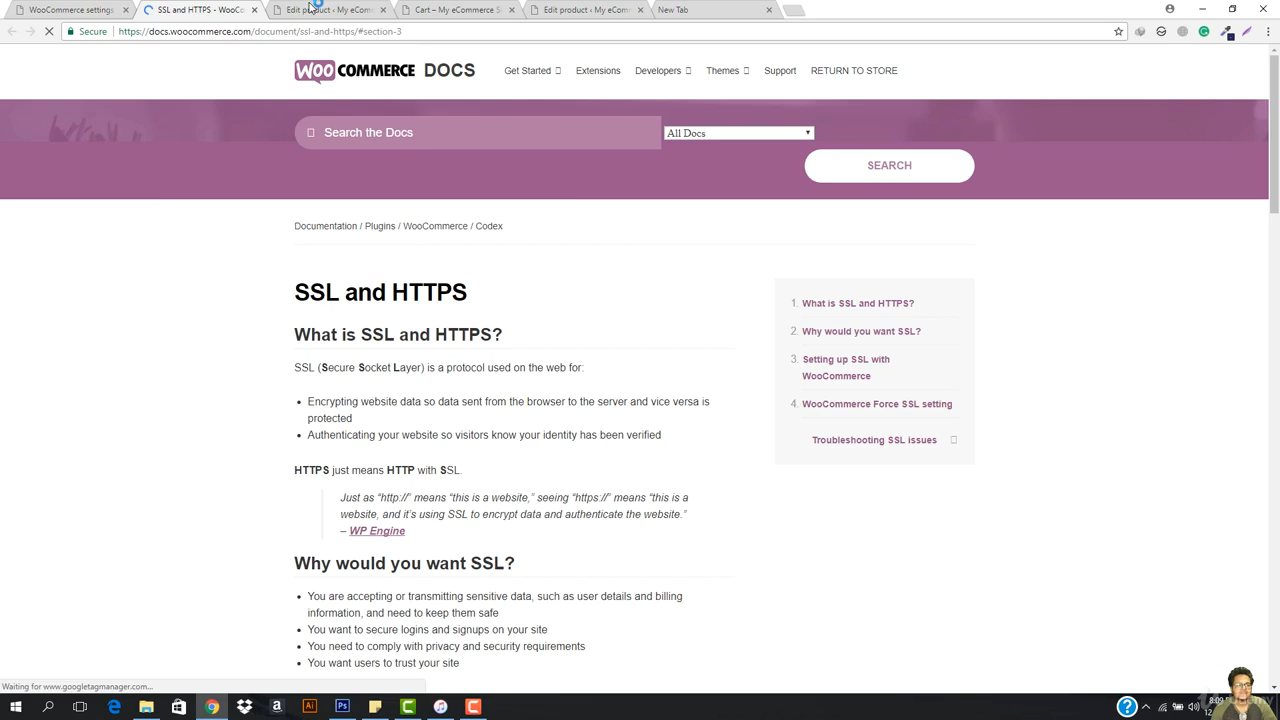 WooCommerce settings
SSL and HTTPS - WooCo
Edit product ‹ My eCom
Cart – My eCommerce S
Edit product ‹ My eCom
New Tab
Secure
https://docs.woocommerce.com/document/ssl-and-https/#section-3
WOO COMMERCE DOCS
Get Started
Extensions
Developers
Themes
Support
RETURN TO STORE
Search the Docs
All Docs
SEARCH
Documentation / Plugins / WooCommerce / Codex
SSL and HTTPS
What is SSL and HTTPS?
SSL (Secure Socket Layer) is a protocol used on the web for:
• Encrypting website data so data sent from the browser to the server and vice versa is
protected
• Authenticating your website so visitors know your identity has been verified
HTTPS just means HTTP with SSL.
Just as “http://” means “this is a website,” seeing “https://” means “this is a
website, and it’s using SSL to encrypt data and authenticate the website.”
– WP Engine
Why would you want SSL?
• You are accepting or transmitting sensitive data, such as user details and billing
information, and need to keep them safe
• You want to secure logins and signups on your site
• You need to comply with privacy and security requirements
• You want users to trust your site
1. What is SSL and HTTPS?
2. Why would you want SSL?
3. Setting up SSL with
WooCommerce
4. WooCommerce Force SSL setting
Troubleshooting SSL issues
Waiting for www.googletagmanager.com...